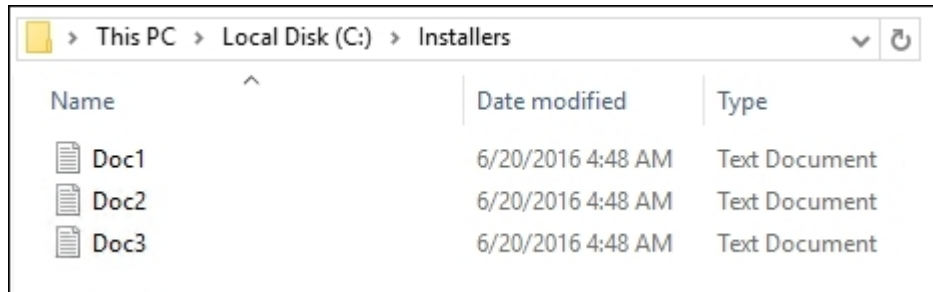 This PC > Local Disk (C:) > Installers
Name Date modified Type
Doc1 6/20/2016 4:48 AM Text Document
Doc2 6/20/2016 4:48 AM Text Document
Doc3 6/20/2016 4:48 AM Text Document